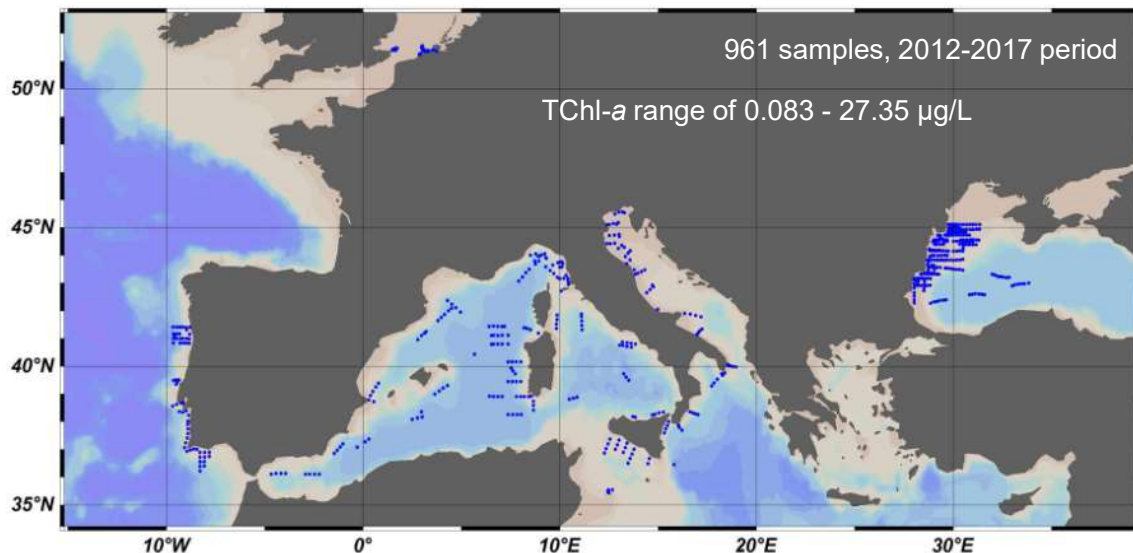 961 samples, 2012-2017 period
50°N
TChl-a range of 0.083 - 27.35 µg/L
45°N
40°N
35°N
10°W 0° 10°E 20°E 30°E